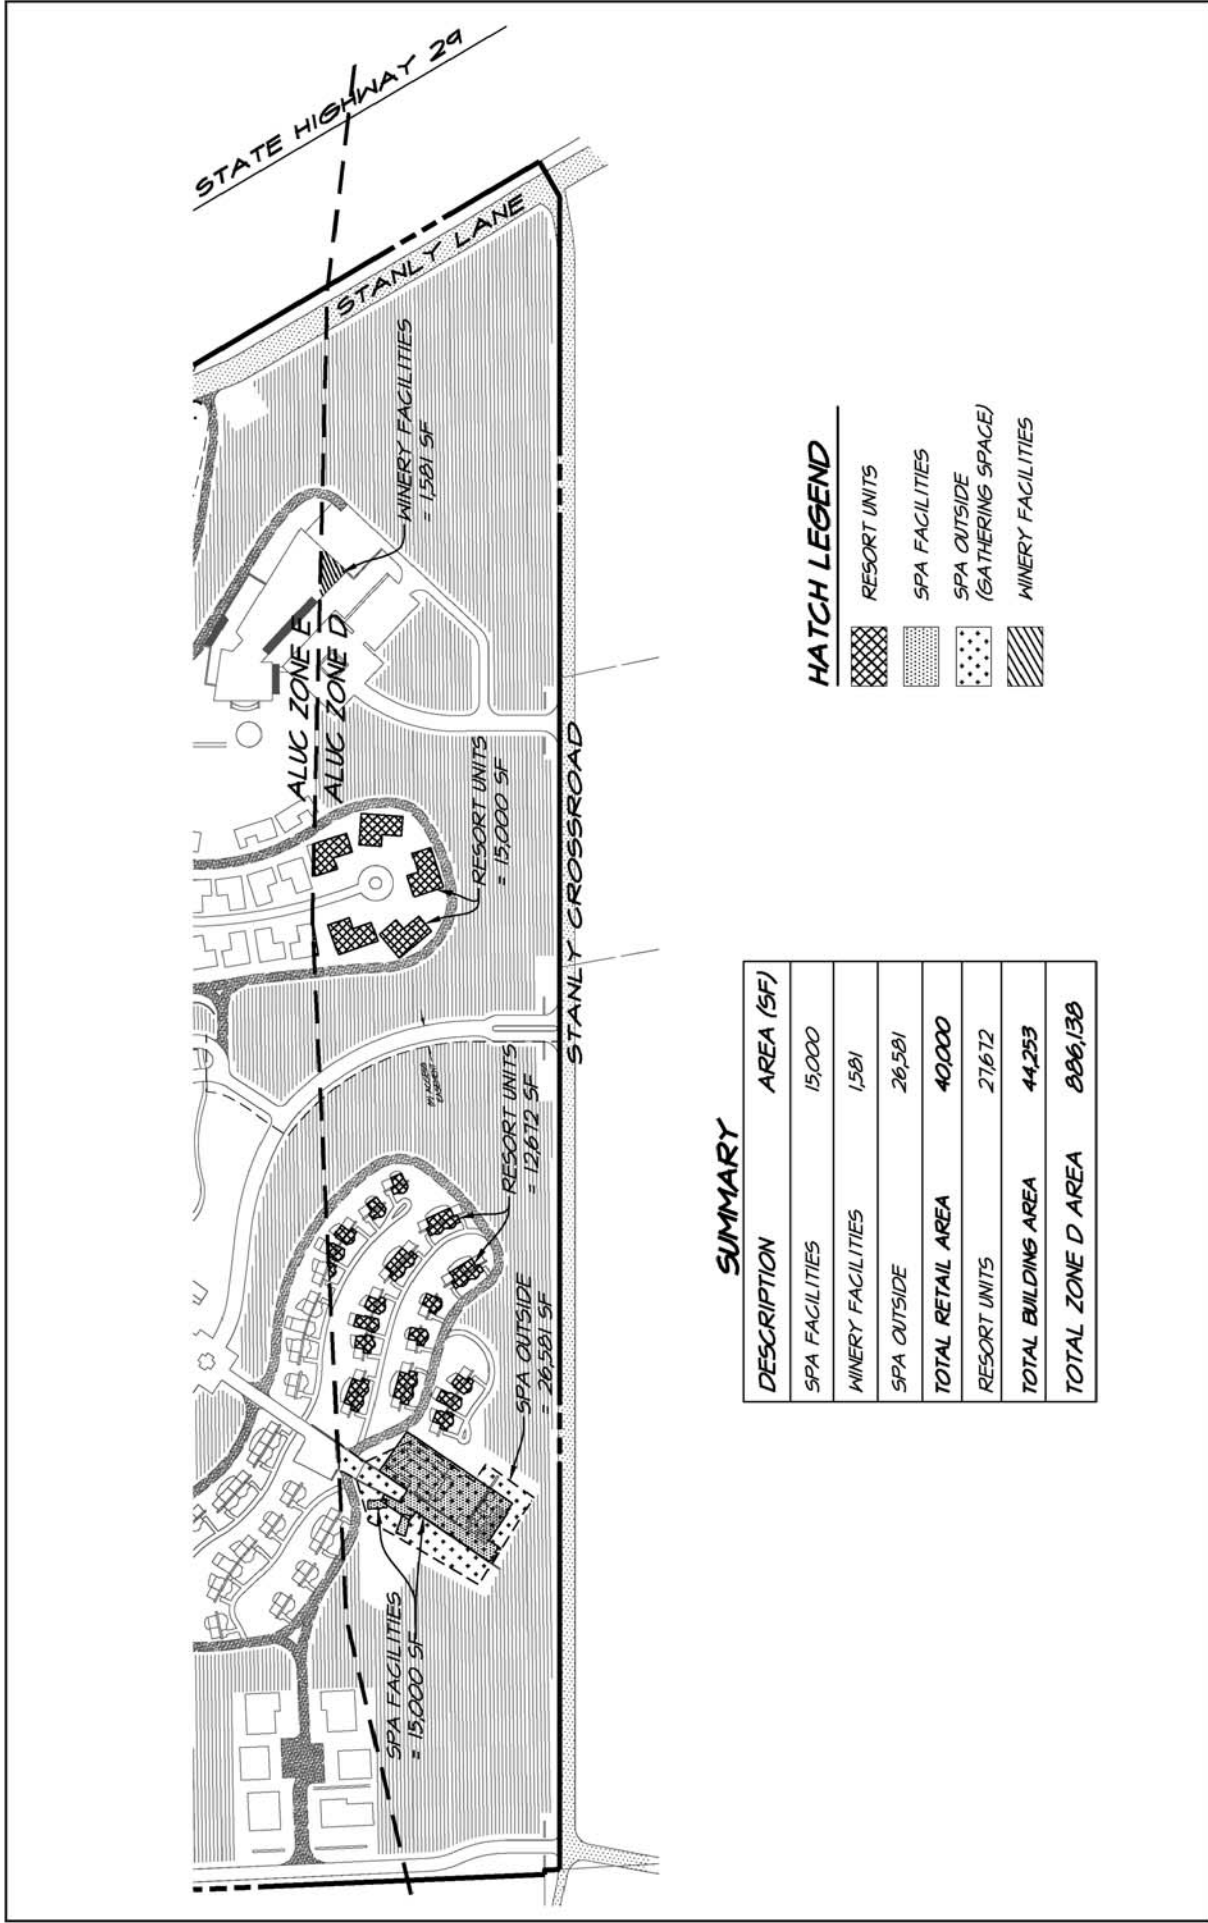 STATE HIGHWAY 29
STANLY LANE
WINERY FACILITIES
= 1,581 SF
ALUC ZONE E
ALUC ZONE D
RESORT UNITS
= 15,000 SF
STANLY CROSSROAD
ACCESS
EASEMENT
RESORT UNITS
= 12,672 SF
SPA OUTSIDE
= 26,581 SF
SPA FACILITIES
= 15,000 SF
HATCH LEGEND
RESORT UNITS
SPA FACILITIES
SPA OUTSIDE
(GATHERING SPACE)
WINERY FACILITIES
SUMMARY
DESCRIPTION AREA (SF)
SPA FACILITIES 15,000
WINERY FACILITIES 1,581
SPA OUTSIDE 26,581
TOTAL RETAIL AREA 40,000
RESORT UNITS 27,672
TOTAL BUILDING AREA 44,253
TOTAL ZONE D AREA 886,138